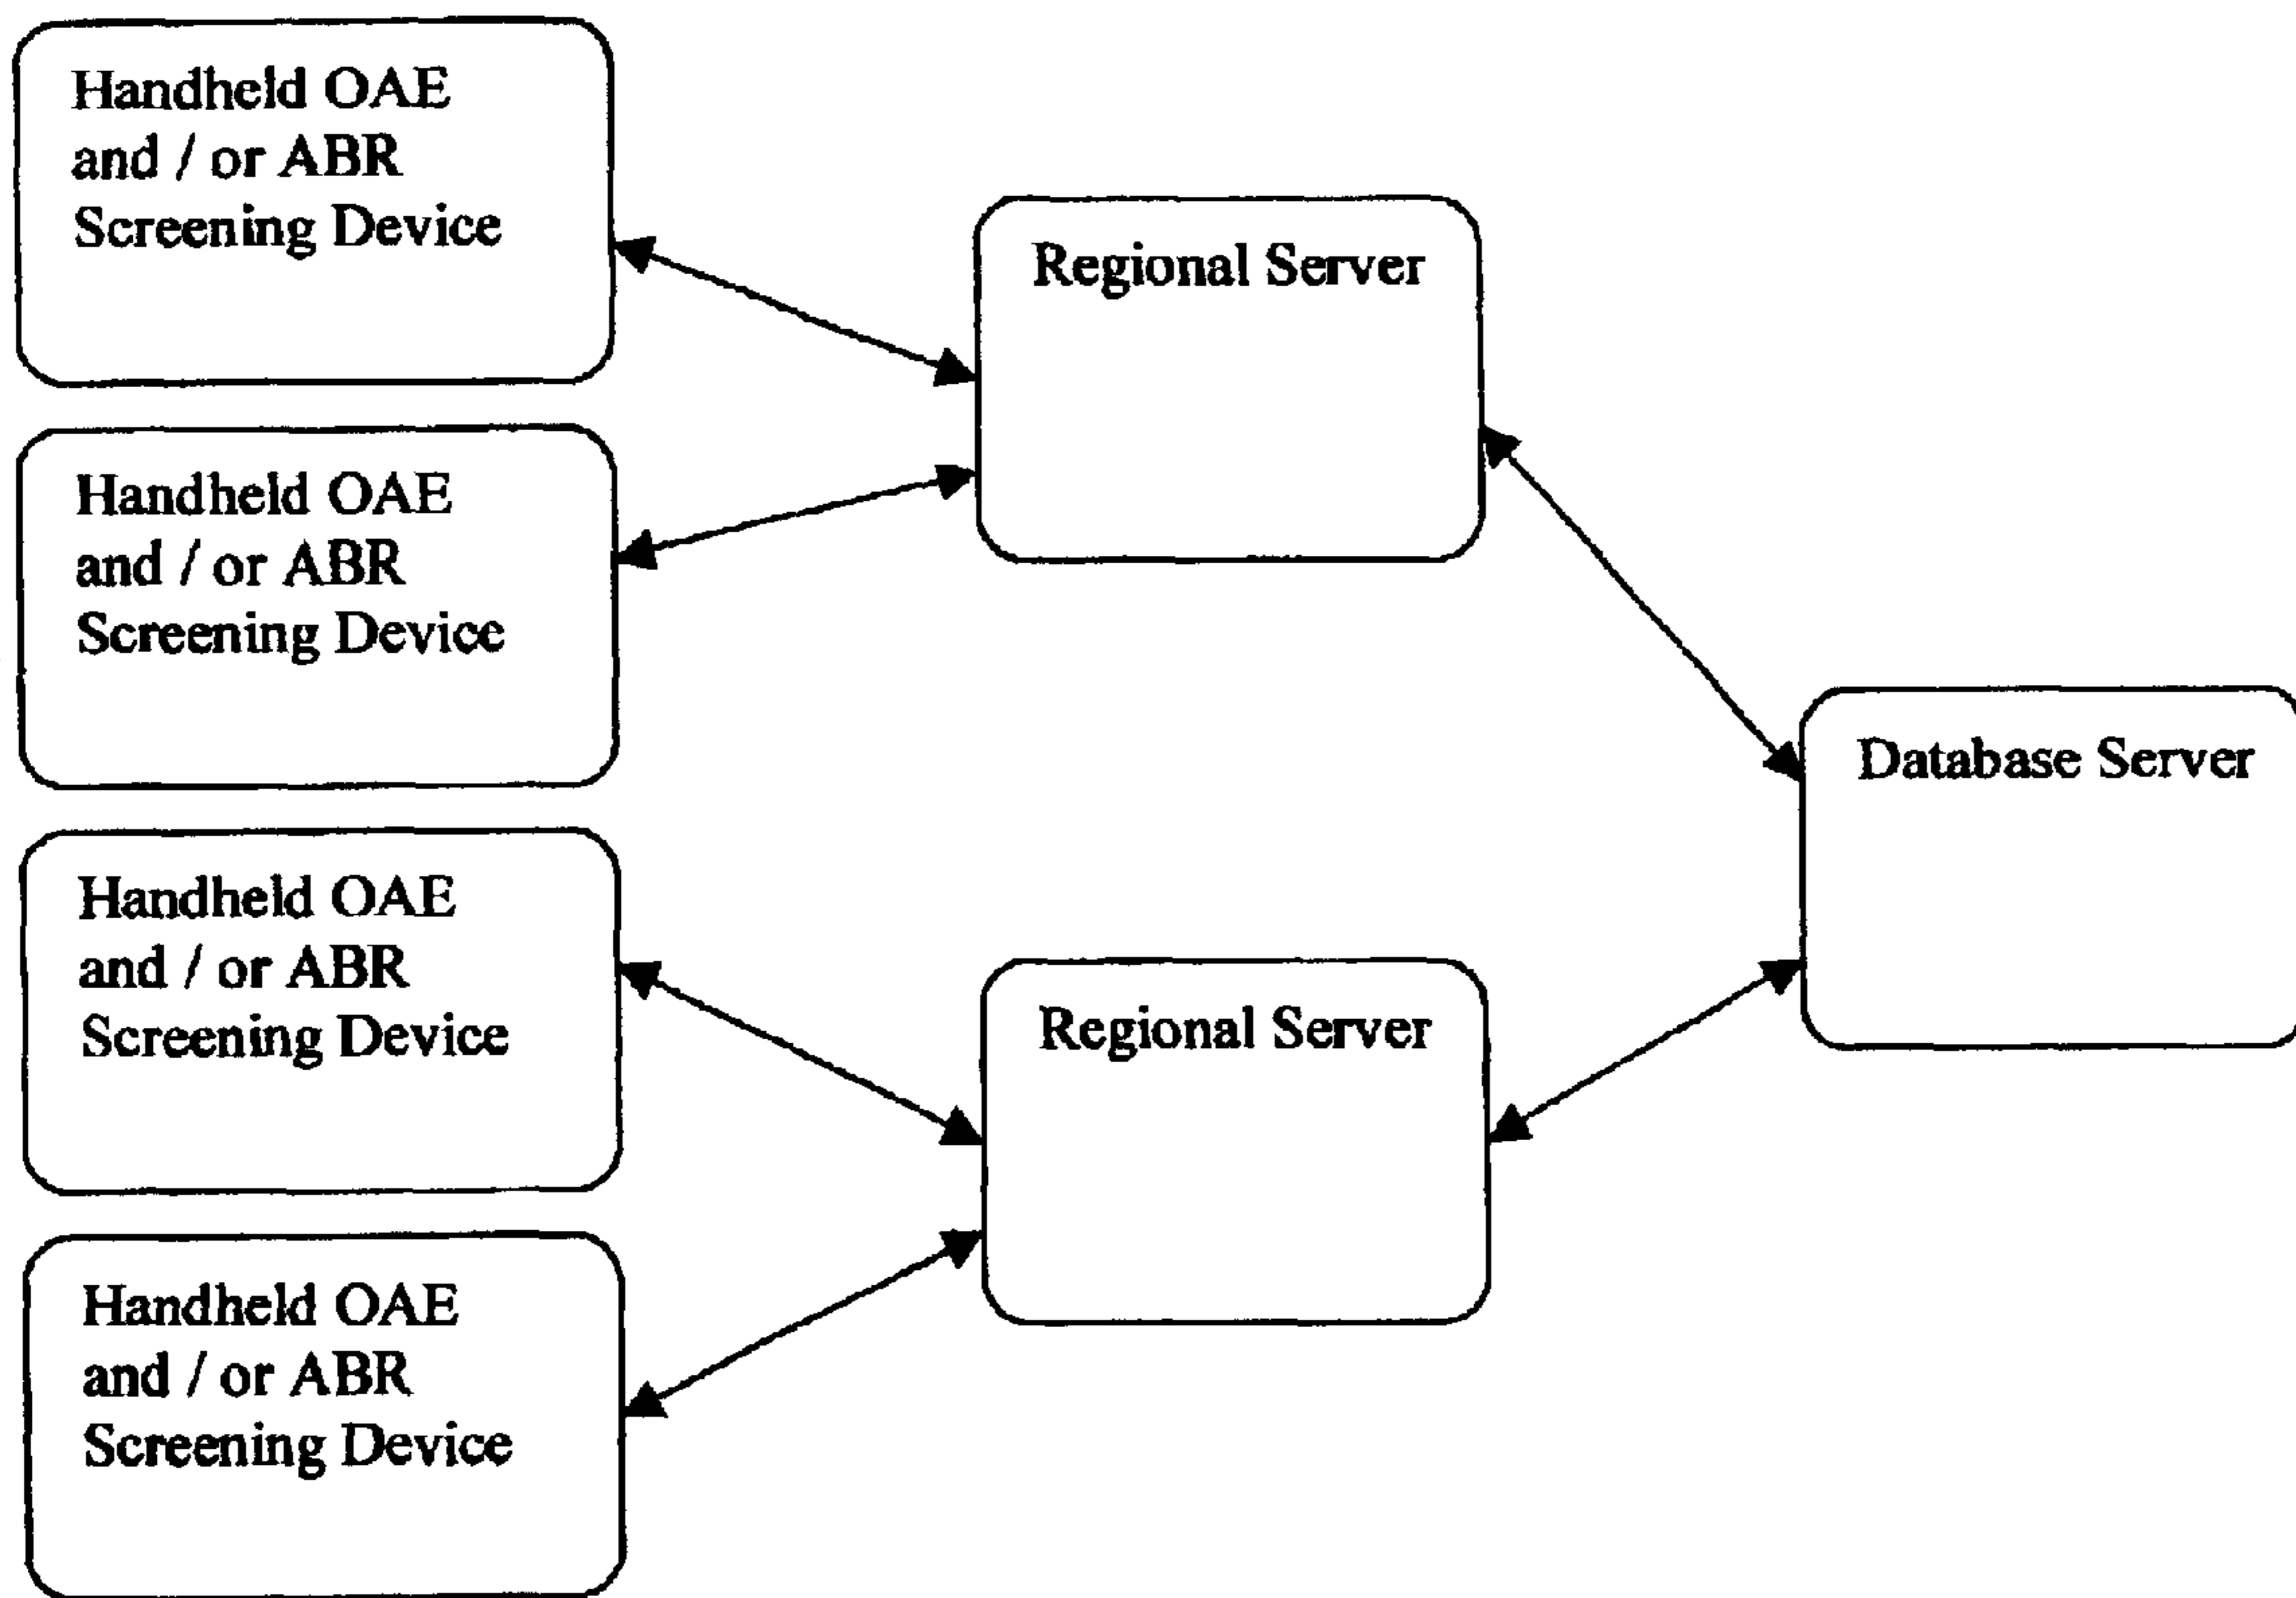 Handheld OAE
and / or ABR
Screening Device
Regional Server
Handheld OAE
and / or ABR
Screening Device
Database Server
Handheld OAE
and / or ABR
Screening Device
Regional Server
Handheld OAE
and / or ABR
Screening Device